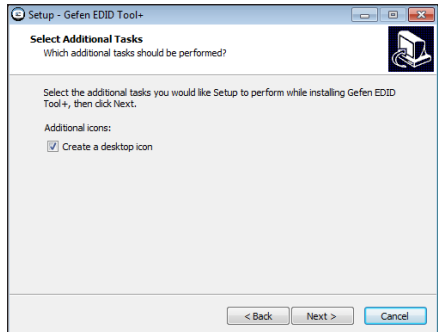 Setup - Gefen EDID Tool+
Select Additional Tasks
Which additional tasks should be performed?
Select the additional tasks you would like Setup to perform while installing Gefen EDID
Tool+, then click Next.
Additional icons:
Create a desktop icon
< Back Next > Cancel